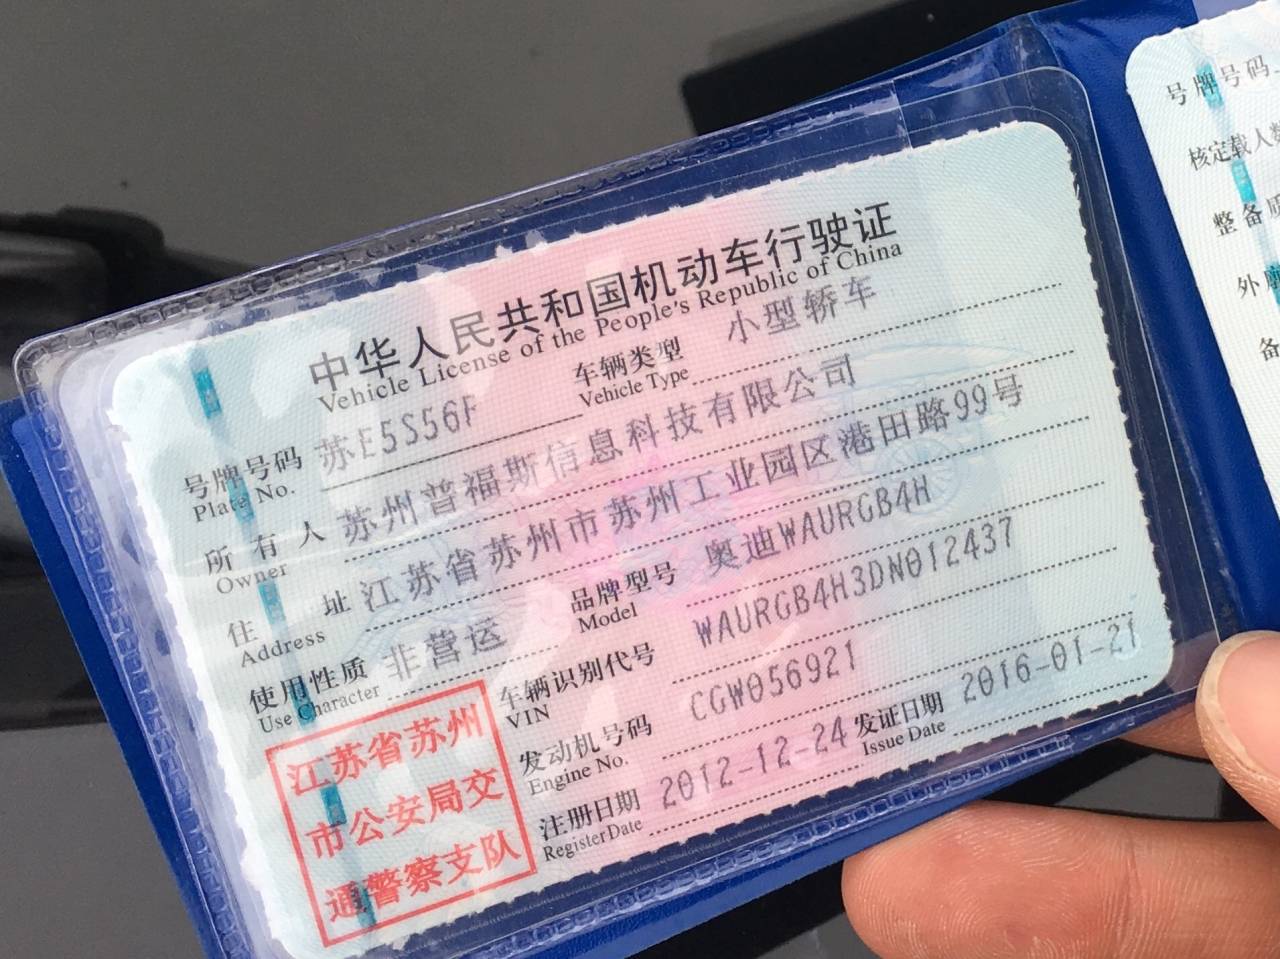 中华人民共和国机动车行驶证
Vehicle License of the People's Republic of China
号牌号码 苏E5S56F 车辆类型 小型轿车
Plate No. Vehicle Type
所有人 苏州普福斯信息科技有限公司
Owner
住址 江苏省苏州市苏州工业园区港田路99号
Address
使用性质 非营运 品牌型号 奥迪WAURGB4H
Use Character Model
车辆识别代号 WAURGB4H3DN012437
VIN
发动机号码 CGW056921
Engine No.
注册日期 2012-12-24 发证日期 2016-01-21
RegisterDate Issue Date
江苏省苏州
市公安局交
通警察支队
号牌号码
核定载人数
整备质
外廓
备